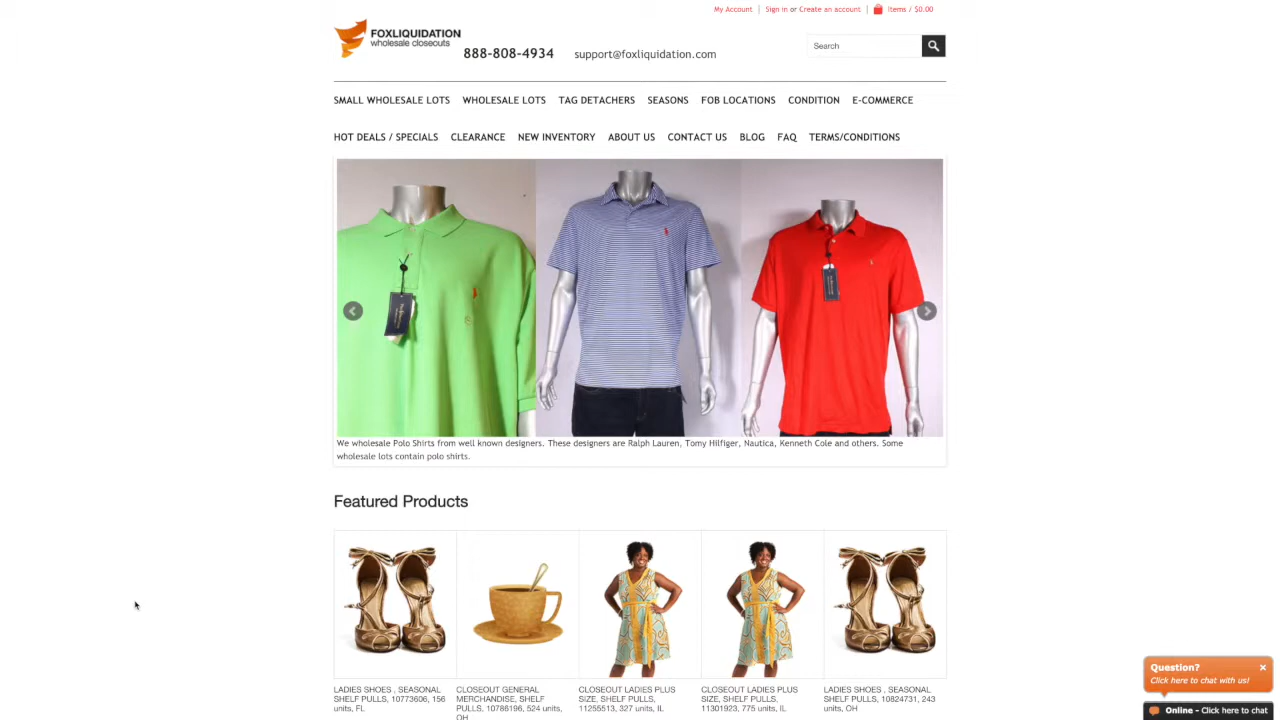 My Account | Sign in or Create an account | Items / $0.00
FOXLIQUIDATION
wholesale closeouts
888-808-4934 support@foxliquidation.com
Search
SMALL WHOLESALE LOTS WHOLESALE LOTS TAG DETACHERS SEASONS FOB LOCATIONS CONDITION E-COMMERCE
HOT DEALS / SPECIALS CLEARANCE NEW INVENTORY ABOUT US CONTACT US BLOG FAQ TERMS/CONDITIONS
We wholesale Polo Shirts from well known designers. These designers are Ralph Lauren, Tomy Hilfiger, Nautica, Kenneth Cole and others. Some
wholesale lots contain polo shirts.
Featured Products
LADIES SHOES , SEASONAL
SHELF PULLS, 10773606, 156
units, FL
CLOSEOUT GENERAL
MERCHANDISE, SHELF
PULLS, 10786196, 524 units,
OH
CLOSEOUT LADIES PLUS
SIZE, SHELF PULLS,
11255513, 327 units, IL
CLOSEOUT LADIES PLUS
SIZE, SHELF PULLS,
11301923, 775 units, IL
LADIES SHOES , SEASONAL
SHELF PULLS, 10824731, 243
units, OH
Question?
Click here to chat with us!
Online - Click here to chat